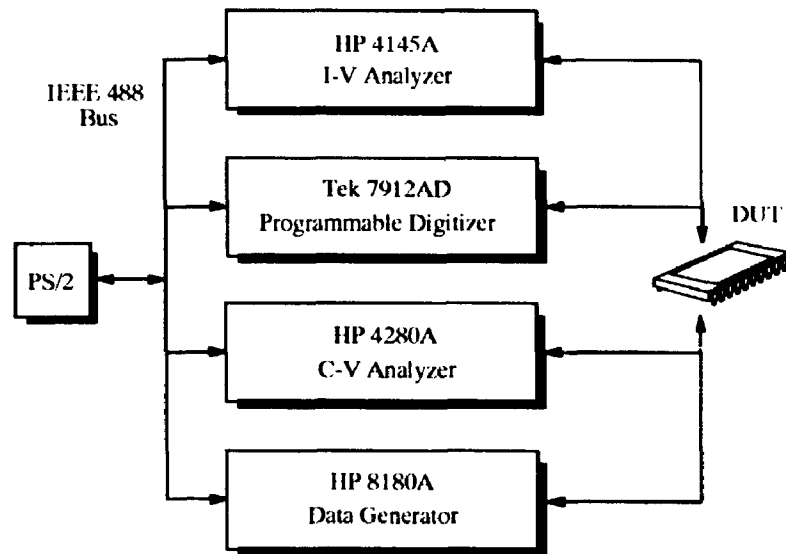 HP 4145A
I-V Analyzer
IEEE 488
Bus
Tek 7912AD
Programmable Digitizer
DUT
PS/2
HP 4280A
C-V Analyzer
HP 8180A
Data Generator